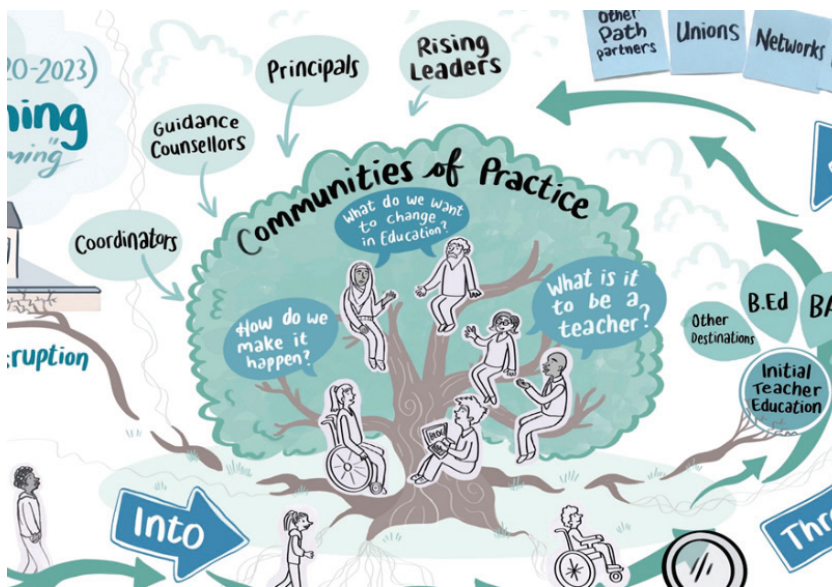 Other
Path
partners
Unions
Networks
Rising
Leaders
Principals
20-2023)
ning
ming"
Guidance
Counsellors
Coordinators
Communities of Practice
What do we want
to change
in Education?
What is it
to be a
teacher?
How do we
make it
happen?
B.Ed
BA
Other
Destinations
Initial
Teacher
Education
ruption
Into
Thr